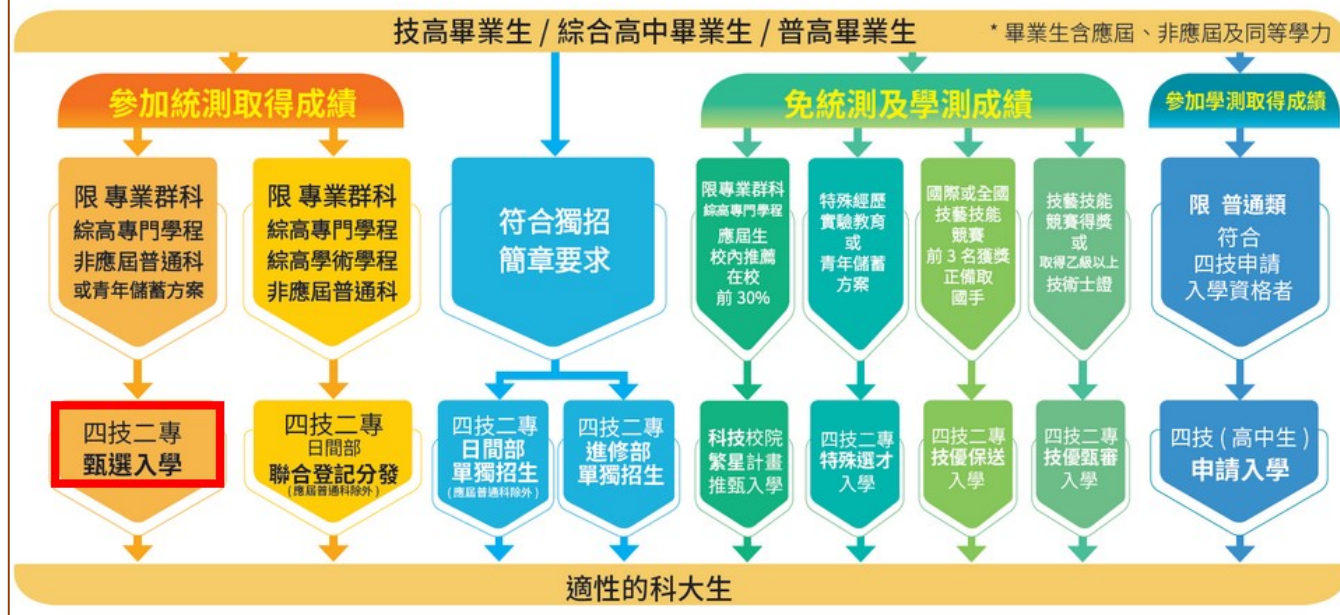 技高畢業生 / 綜合高中畢業生 / 普高畢業生
* 畢業生含應屆、非應屆及同等學力
參加統測取得成績
免統測及學測成績
參加學測取得成績
限 專業群科
綜高專門學程
非應屆普通科
或青年儲蓄方案
限 專業群科
綜高專門學程
綜高學術學程
非應屆普通科
符合獨招
簡章要求
限專業群科
綜高專門學程
應屆生
校內推薦
在校
前 30%
特殊經歷
實驗教育
或
青年儲蓄
方案
國際或全國
技藝技能
競賽
前 3 名獲獎
正備取
國手
技藝技能
競賽得獎
或
取得乙級以上
技術士證
限 普通類
符合
四技申請
入學資格者
四技二專
甄選入學
四技二專
日間部
聯合登記分發
(應屆普通科除外)
四技二專
日間部
單獨招生
(應屆普通科除外)
四技二專
進修部
單獨招生
科技校院
繁星計畫
推甄入學
四技二專
特殊選才
入學
四技二專
技優保送
入學
四技二專
技優甄審
入學
四技 ( 高中生 )
申請入學
適性的科大生